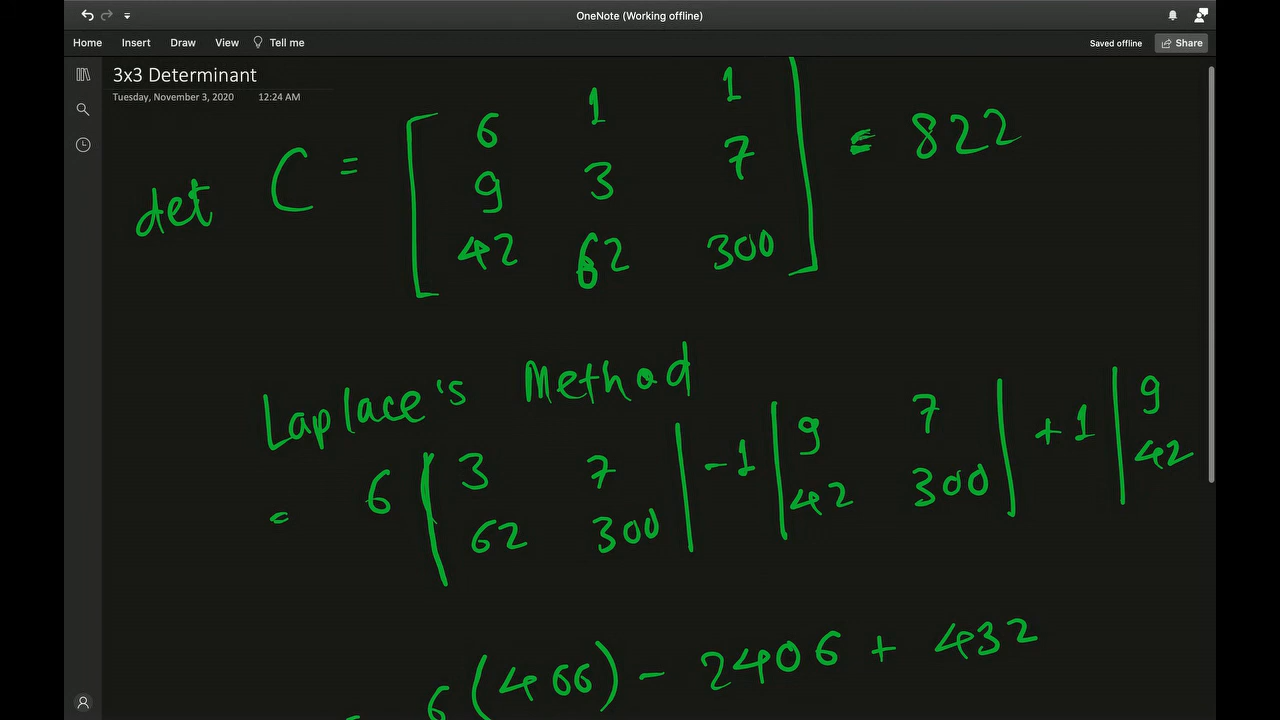 OneNote (Working offline)
Home Insert Draw View Tell me Saved offline Share
3x3 Determinant
Tuesday, November 3, 2020 12:24 AM
det C = [ 6 1 1 ] = 822
9 3 7
42 62 300
Laplace's Method
= 6 | 3 7 | -1 | 9 7 | +1 | 9
62 300 42 300 42
= 6 (466) - 2406 + 432